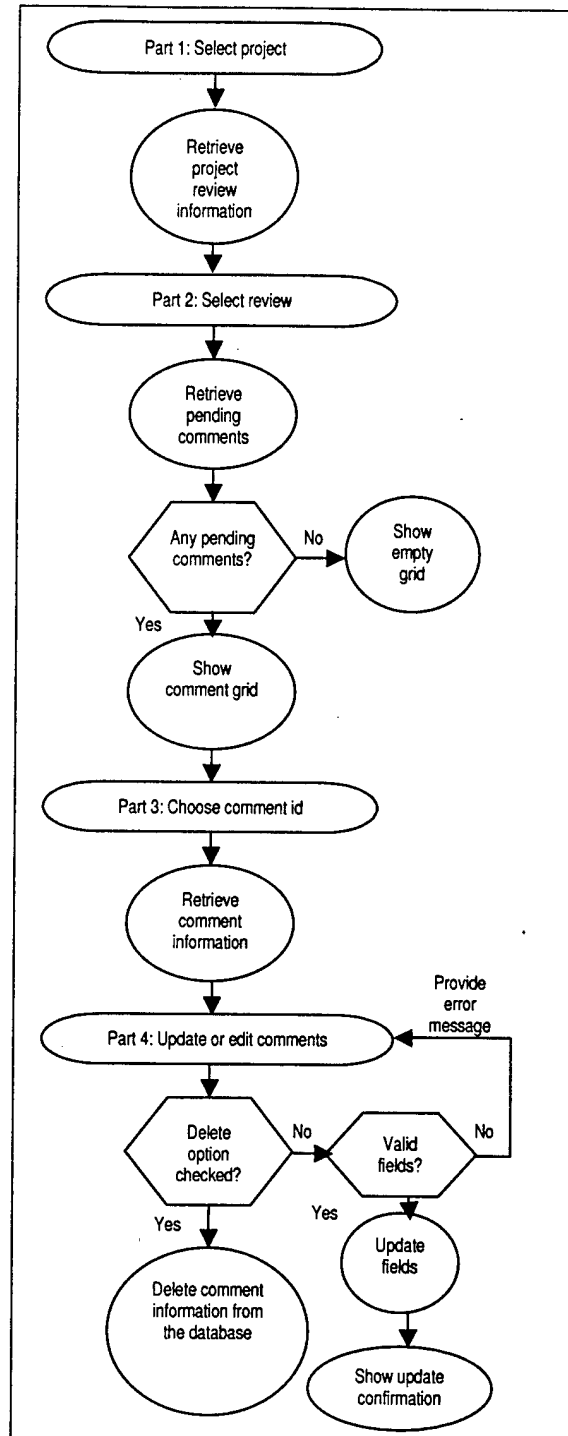 Part 1: Select project
Retrieve
project
review
information
Part 2: Select review
Retrieve
pending
comments
Any pending
comments?
No
Show
empty
grid
Yes
Show
comment grid
Part 3: Choose comment id
Retrieve
comment
information
Provide
error
message
Part 4: Update or edit comments
Delete
option
checked?
No
Valid
fields?
No
Yes
Yes
Delete comment
information from
the database
Update
fields
Show update
confirmation